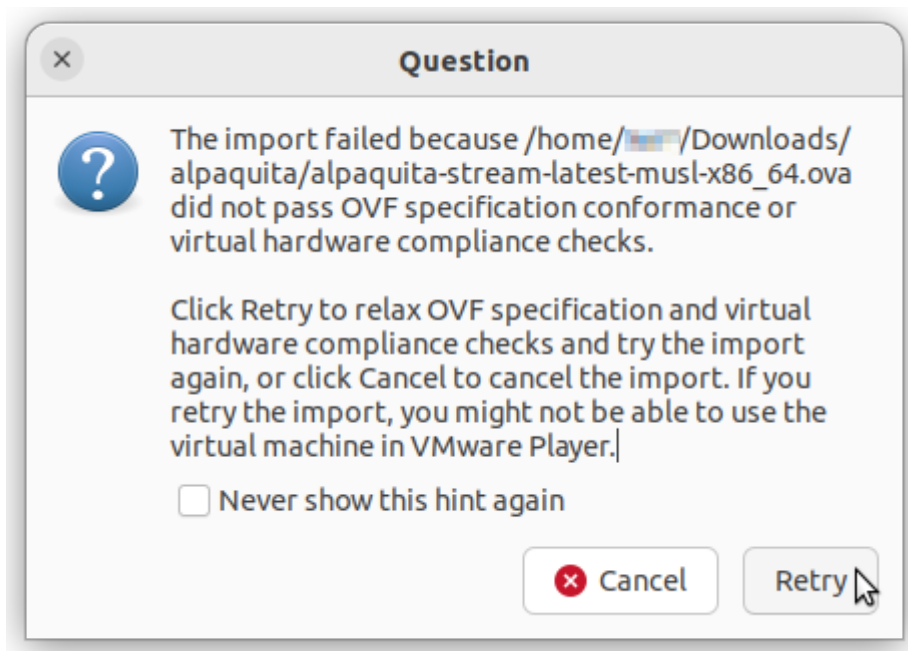 Question
The import failed because /home/ /Downloads/
alpaquita/alpaquita-stream-latest-musl-x86_64.ova
did not pass OVF specification conformance or
virtual hardware compliance checks.
Click Retry to relax OVF specification and virtual
hardware compliance checks and try the import
again, or click Cancel to cancel the import. If you
retry the import, you might not be able to use the
virtual machine in VMware Player.
Never show this hint again
Cancel
Retry